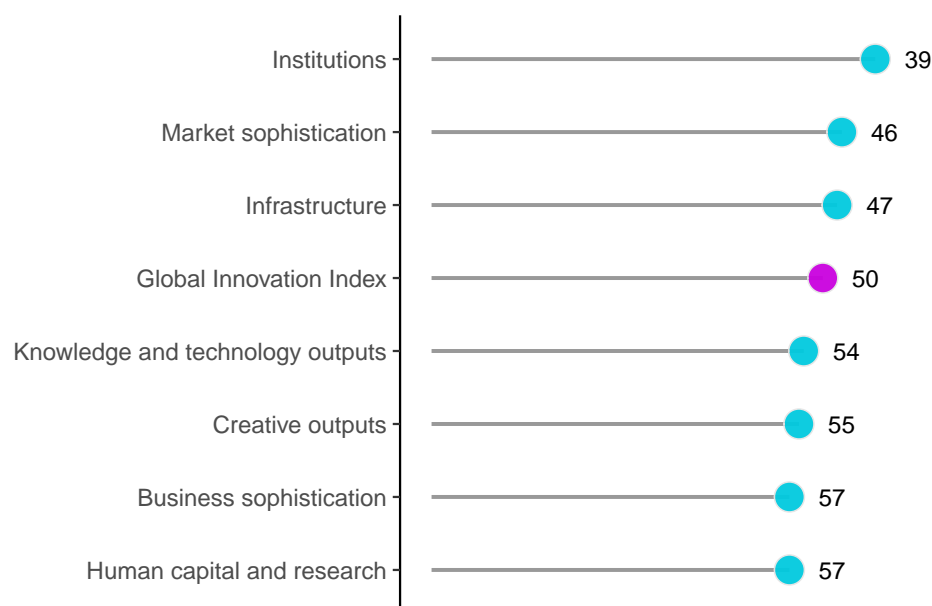 Institutions 39
Market sophistication 46
Infrastructure 47
Global Innovation Index 50
Knowledge and technology outputs 54
Creative outputs 55
Business sophistication 57
Human capital and research 57